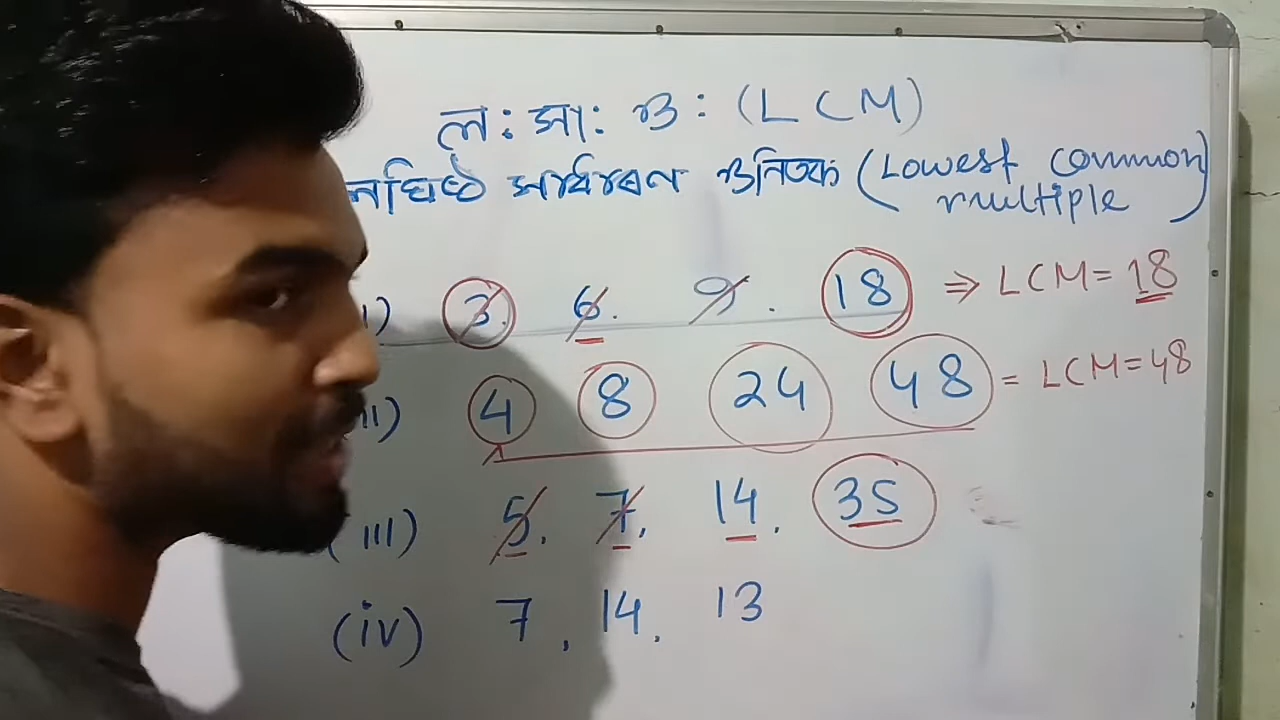 ল: সা: গু: (LCM)
লঘিষ্ঠ সাধাৰণ গুনিতক (Lowest common multiple)
3. 6. 9. 18 ⇒ LCM = 18
ii) 4 8 24 48 = LCM = 48
(iii) 5. 7. 14. 35
(iv) 7, 14, 13